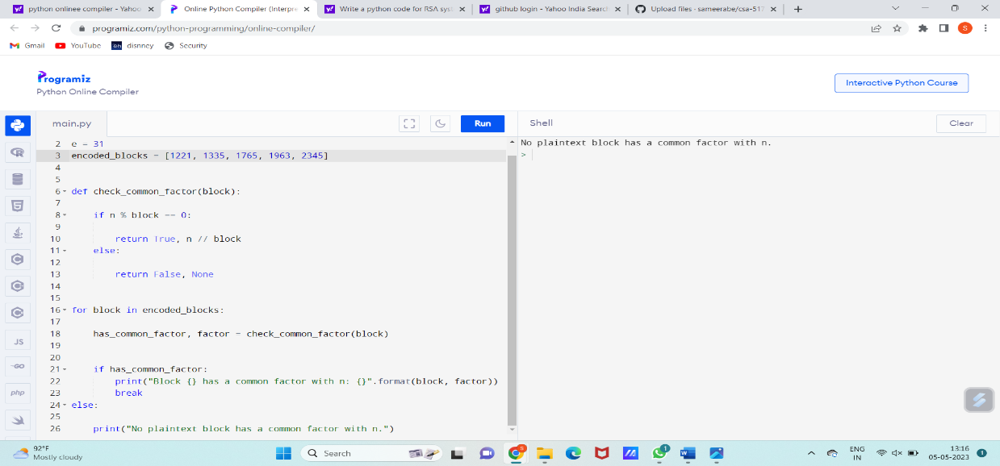 python onlinee compiler - Yahoo
Online Python Compiler (Interpre
Write a python code for RSA syst
github login - Yahoo India Search
Upload files · sameerabe/csa-517
programiz.com/python-programming/online-compiler/
S
Gmail
YouTube
disnney
Security
Programiz
Python Online Compiler
Interactive Python Course
main.py
Run
Shell
Clear
2 e = 31
3 encoded_blocks = [1221, 1335, 1765, 1963, 2345]
4
5
6 def check_common_factor(block):
7
8 if n % block == 0:
9
10 return True, n // block
11 else:
12
13 return False, None
14
15
16 for block in encoded_blocks:
17
18 has_common_factor, factor = check_common_factor(block)
19
20
21 if has_common_factor:
22 print("Block {} has a common factor with n: {}".format(block, factor))
23 break
24 else:
25
26 print("No plaintext block has a common factor with n.")
No plaintext block has a common factor with n.
>
JS
GO
php
92°F
Mostly cloudy
Search
ENG
IN
13:16
05-05-2023
1